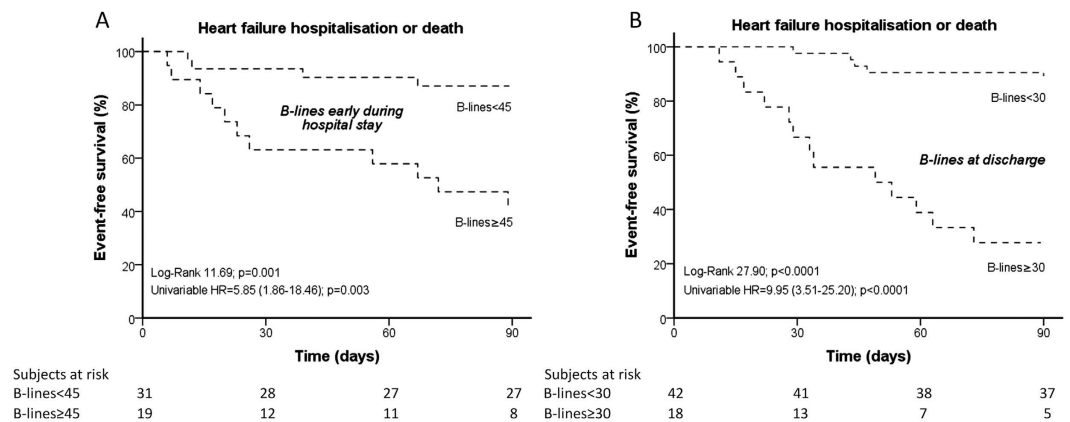 A
Heart failure hospitalisation or death
Event-free survival (%)
100
80
60
40
20
0
B-lines<45
B-lines early during
hospital stay
B-lines≥45
Log-Rank 11.69; p=0.001
Univariable HR=5.85 (1.86-18.46); p=0.003
0 30 60 90
Time (days)
Subjects at risk
B-lines<45 31 28 27 27
B-lines≥45 19 12 11 8
B
Heart failure hospitalisation or death
Event-free survival (%)
100
80
60
40
20
0
B-lines<30
B-lines at discharge
B-lines≥30
Log-Rank 27.90; p<0.0001
Univariable HR=9.95 (3.51-25.20); p<0.0001
0 30 60 90
Time (days)
Subjects at risk
B-lines<30 42 41 38 37
B-lines≥30 18 13 7 5